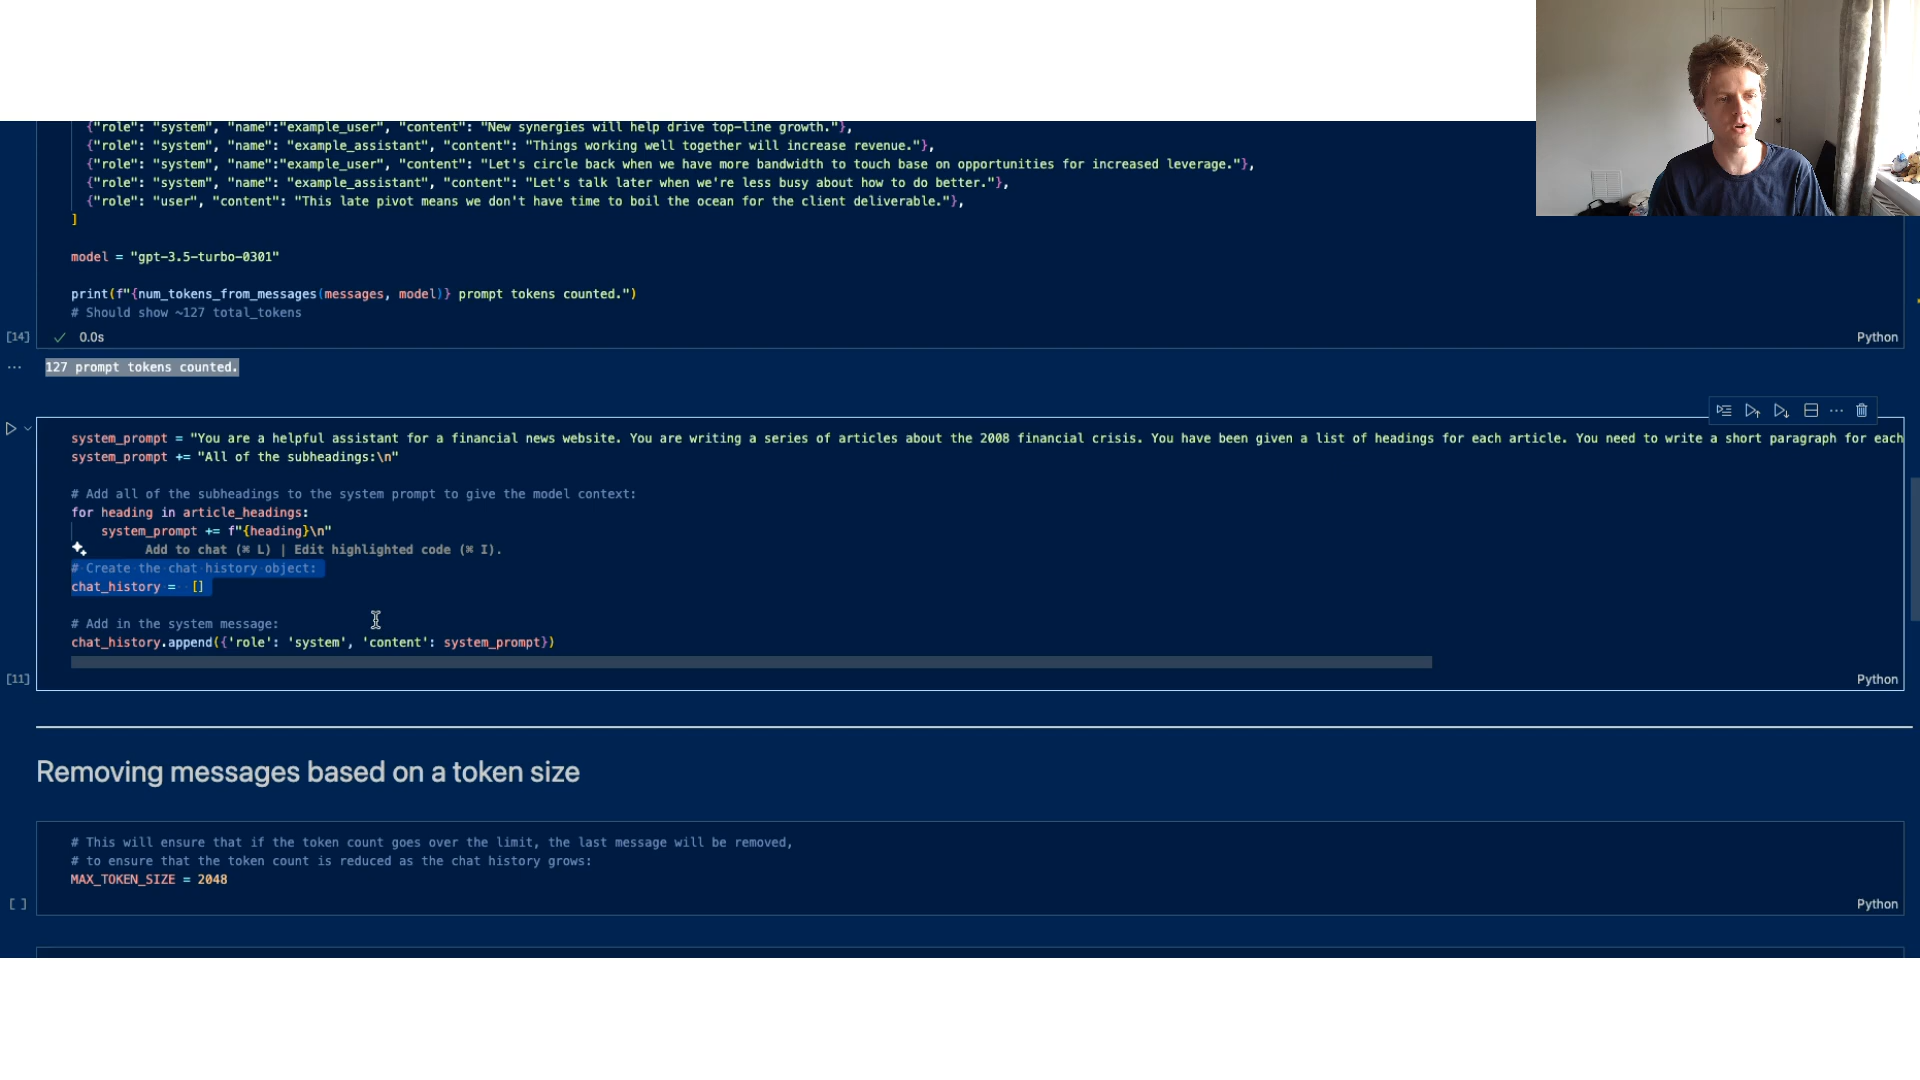 {"role": "system", "name":"example_user", "content": "New synergies will help drive top-line growth."},
{"role": "system", "name": "example_assistant", "content": "Things working well together will increase revenue."},
{"role": "system", "name":"example_user", "content": "Let's circle back when we have more bandwidth to touch base on opportunities for increased leverage."},
{"role": "system", "name": "example_assistant", "content": "Let's talk later when we're less busy about how to do better."},
{"role": "user", "content": "This late pivot means we don't have time to boil the ocean for the client deliverable."},
]
model = "gpt-3.5-turbo-0301"
print(f"{num_tokens_from_messages(messages, model)} prompt tokens counted.")
# Should show ~127 total_tokens
[14] 0.0s Python
... 127 prompt tokens counted.
system_prompt = "You are a helpful assistant for a financial news website. You are writing a series of articles about the 2008 financial crisis. You have been given a list of headings for each article. You need to write a short paragraph for each
system_prompt += "All of the subheadings:\n"
# Add all of the subheadings to the system prompt to give the model context:
for heading in article_headings:
system_prompt += f"{heading}\n"
Add to chat (⌘ L) | Edit highlighted code (⌘ I).
# Create the chat history object:
chat_history = []
# Add in the system message:
chat_history.append({'role': 'system', 'content': system_prompt})
[11] Python
Removing messages based on a token size
# This will ensure that if the token count goes over the limit, the last message will be removed,
# to ensure that the token count is reduced as the chat history grows:
MAX_TOKEN_SIZE = 2048
[ ] Python